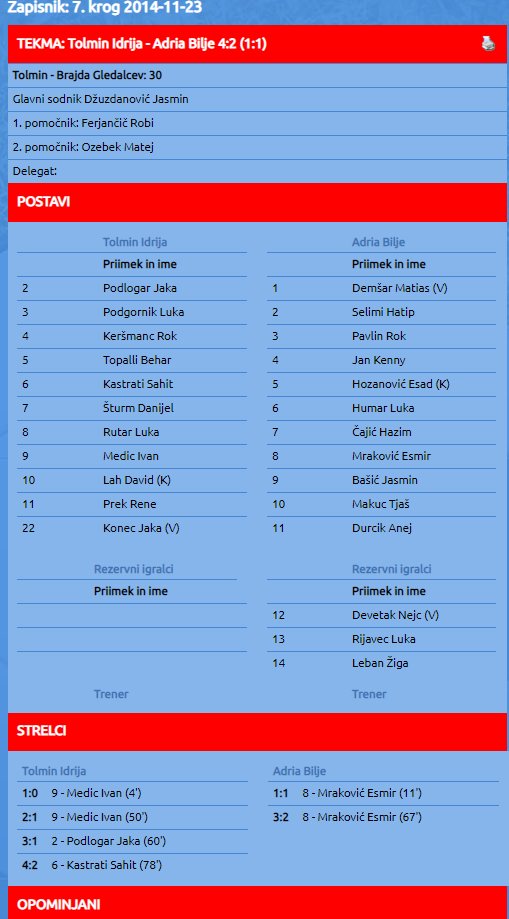 Zapisnik: 7. krog 2014-11-23
TEKMA: Tolmin Idrija - Adria Bilje 4:2 (1:1)
Tolmin - Brajda Gledalcev: 30
Glavni sodnik Džuzdanović Jasmin
1. pomočnik: Ferjančič Robi
2. pomočnik: Ozebek Matej
Delegat:
POSTAVI
Tolmin Idrija
Priimek in ime
2 Podlogar Jaka
3 Podgornik Luka
4 Keršmanc Rok
5 Topalli Behar
6 Kastrati Sahit
7 Šturm Danijel
8 Rutar Luka
9 Medic Ivan
10 Lah David (K)
11 Prek Rene
22 Konec Jaka (V)
Rezervni igralci
Priimek in ime
Trener
Adria Bilje
Priimek in ime
1 Demšar Matias (V)
2 Selimi Hatip
3 Pavlin Rok
4 Jan Kenny
5 Hozanović Esad (K)
6 Humar Luka
7 Čajić Hazim
8 Mraković Esmir
9 Bašić Jasmin
10 Makuc Tjaš
11 Durcik Anej
Rezervni igralci
Priimek in ime
12 Devetak Nejc (V)
13 Rijavec Luka
14 Leban Žiga
Trener
STRELCI
Tolmin Idrija
1:0 9 - Medic Ivan (4')
2:1 9 - Medic Ivan (50')
3:1 2 - Podlogar Jaka (60')
4:2 6 - Kastrati Sahit (78')
Adria Bilje
1:1 8 - Mraković Esmir (11')
3:2 8 - Mraković Esmir (67')
OPOMINJANI